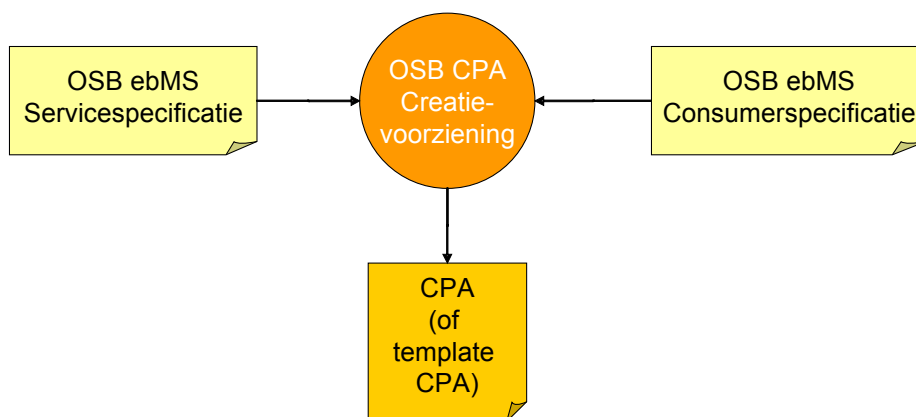 OSB ebMS
Servicespecificatie
OSB CPA
Creatie-
voorziening
OSB ebMS
Consumerspecificatie
CPA
(of
template
CPA)